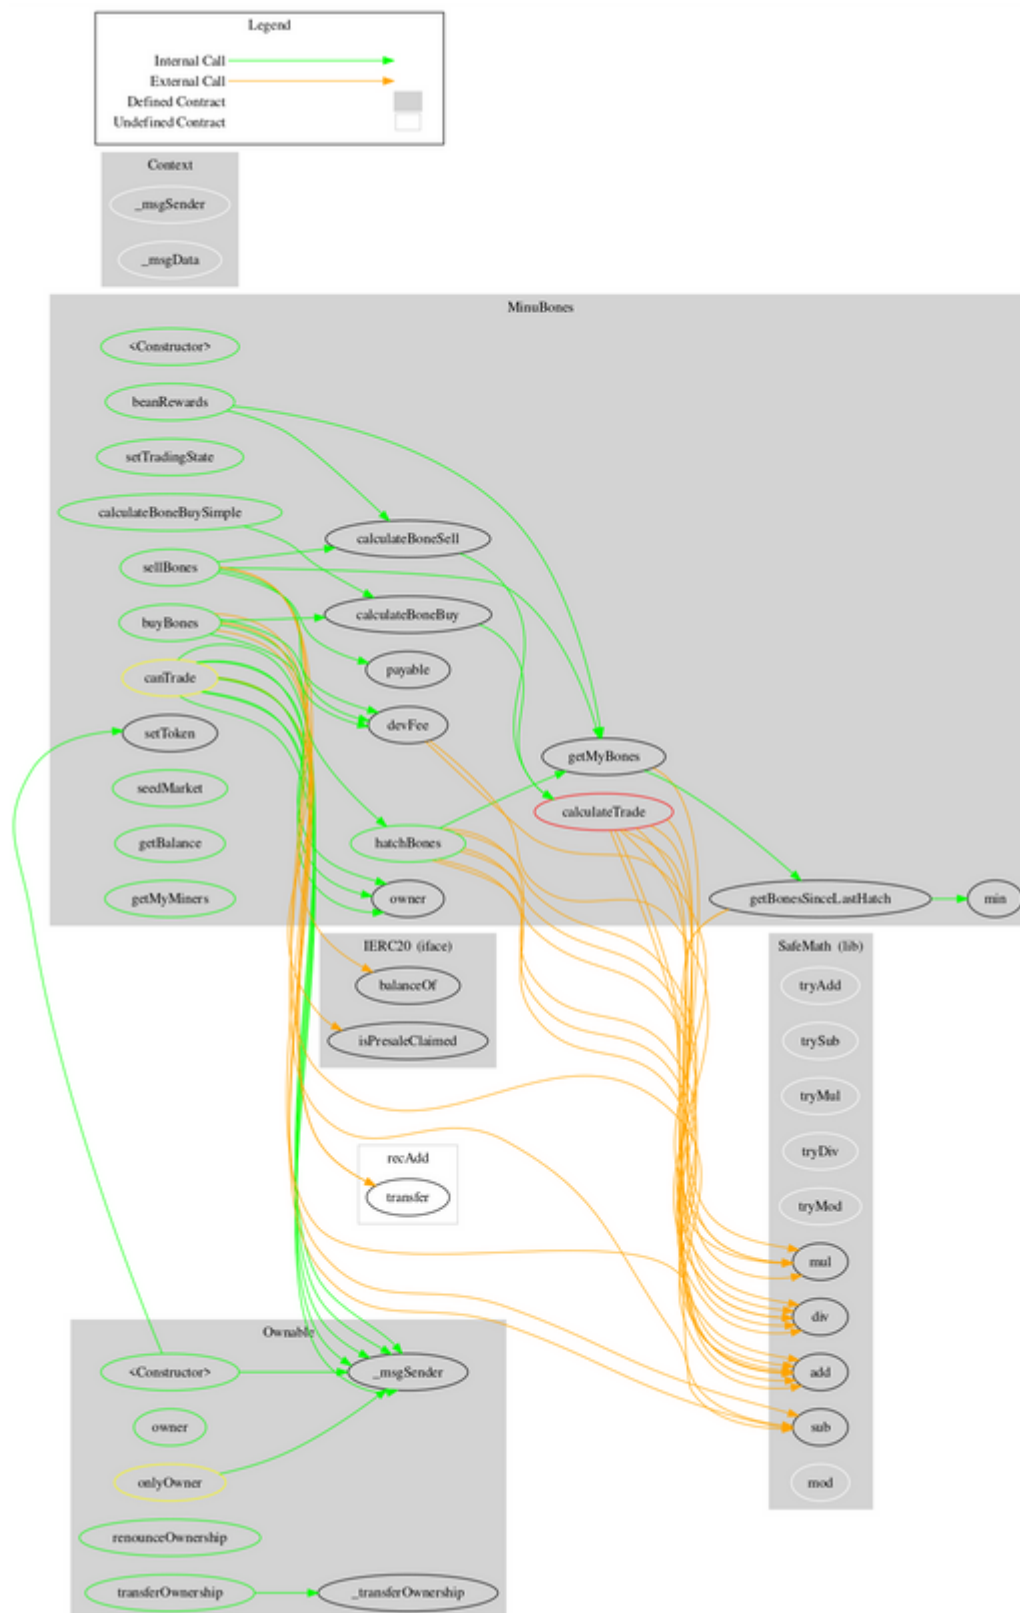 Legend
Internal Call
External Call
Defined Contract
Undefined Contract
Context
_msgSender
_msgData
MinuBones
<Constructor>
beanRewards
setTradingState
calculateBoneBuySimple
calculateBoneSell
sellBones
calculateBoneBuy
buyBones
payable
canTrade
devFee
setToken
getMyBones
seedMarket
calculateTrade
getBalance
hatchBones
getMyMiners
owner
getBonesSinceLastHatch
min
IERC20 (iface)
balanceOf
isPresaleClaimed
SafeMath (lib)
tryAdd
trySub
tryMul
tryDiv
tryMod
mul
div
add
sub
mod
recAdd
transfer
Ownable
<Constructor>
_msgSender
owner
onlyOwner
renounceOwnership
transferOwnership
_transferOwnership